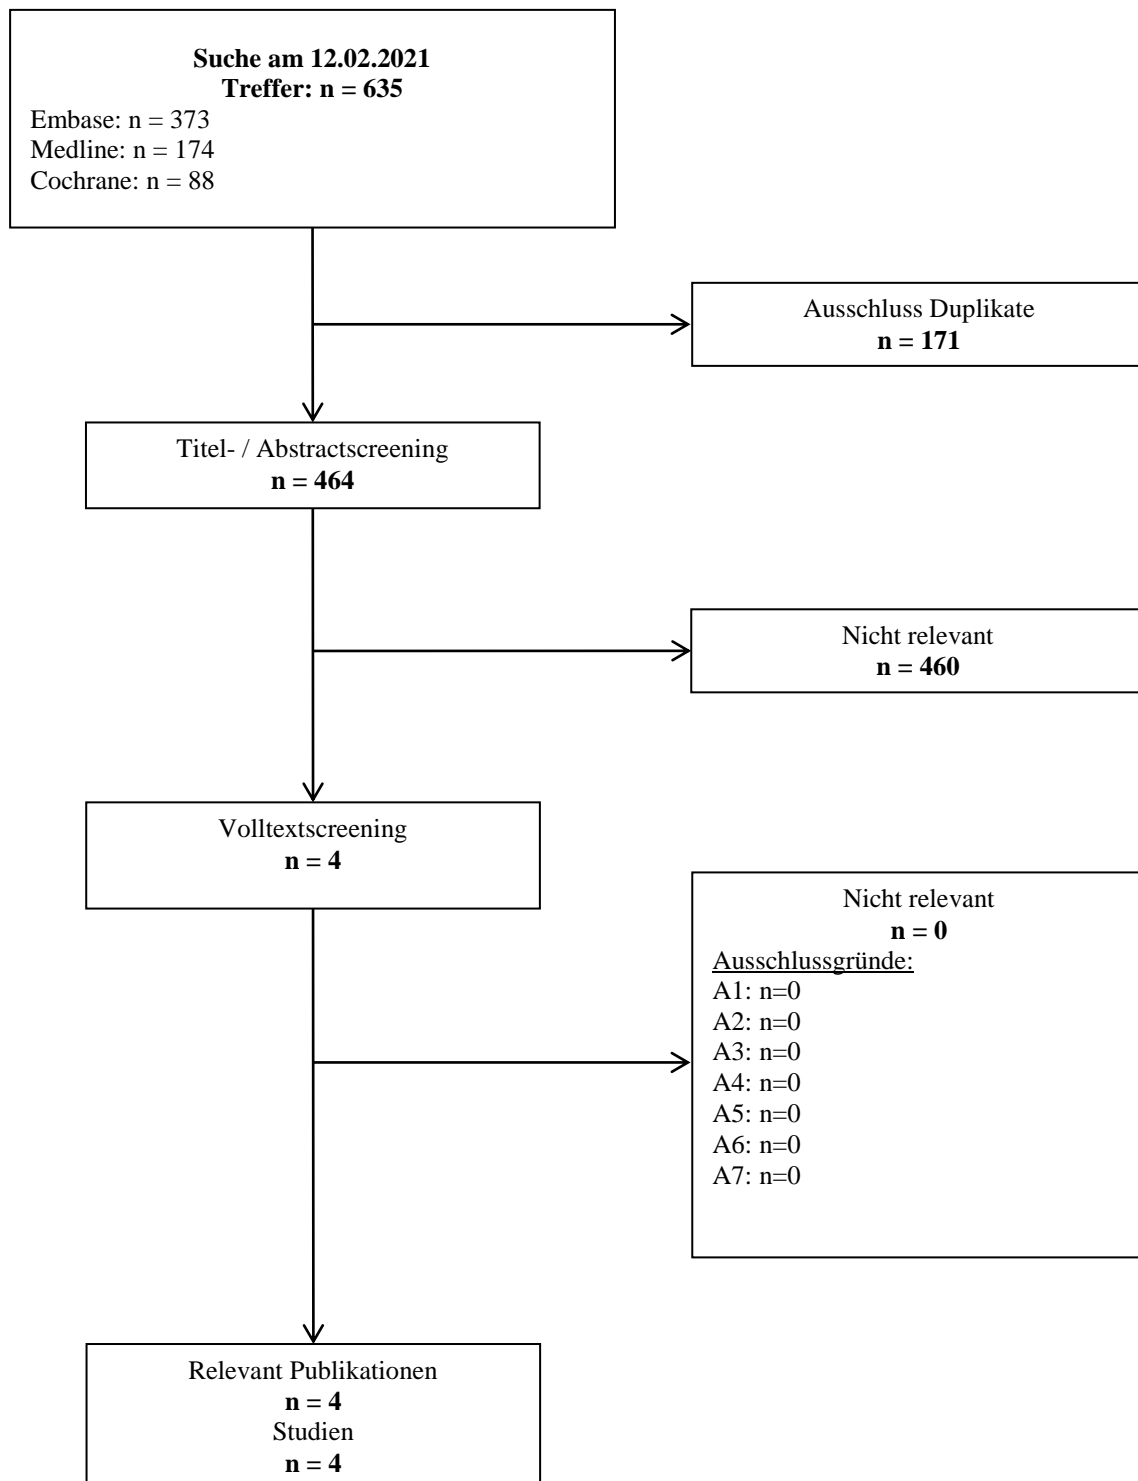 Suche am 12.02.2021
Treffer: n = 635
Embase: n = 373
Medline: n = 174
Cochrane: n = 88
Ausschluss Duplikate
n = 171
Titel- / Abstractscreening
n = 464
Nicht relevant
n = 460
Volltextscreening
n = 4
Nicht relevant
n = 0
Ausschlussgründe:
A1: n=0
A2: n=0
A3: n=0
A4: n=0
A5: n=0
A6: n=0
A7: n=0
Relevant Publikationen
n = 4
Studien
n = 4